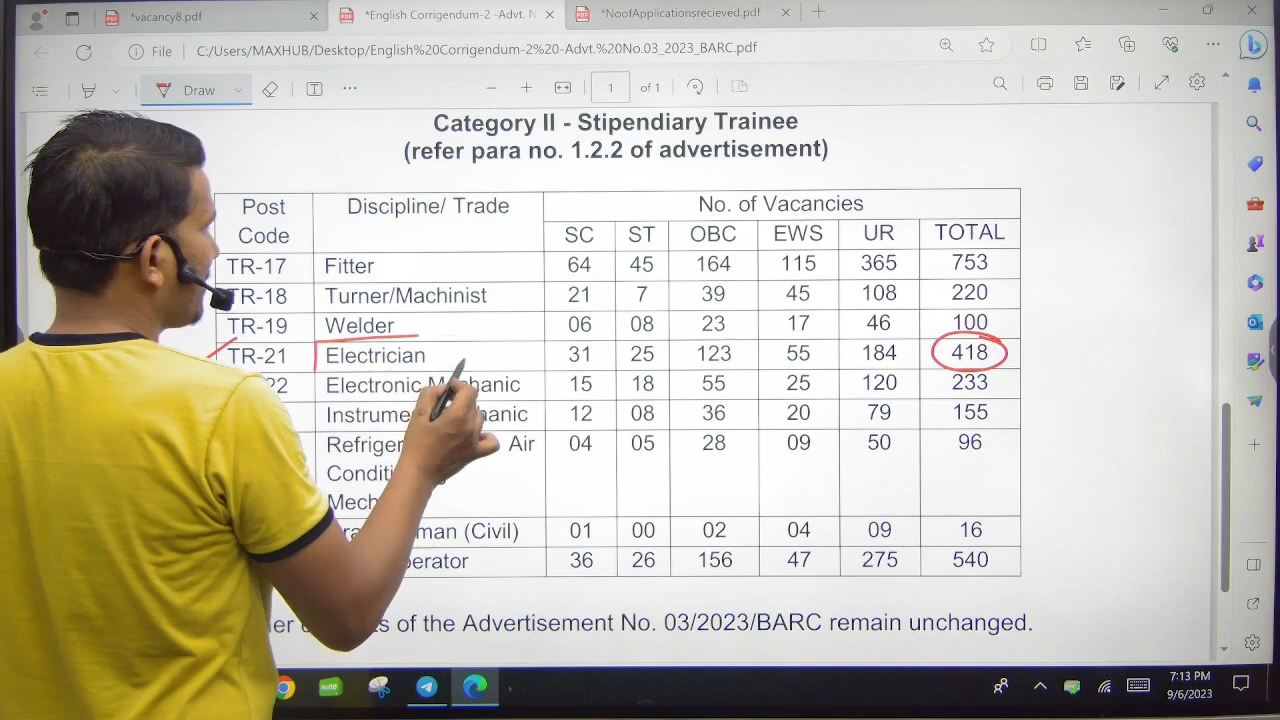 *vacancy8.pdf
*English Corrigendum-2 -Advt. N
*NoofApplicationsrecieved.pdf
File
C:/Users/MAXHUB/Desktop/English%20Corrigendum-2%20-Advt.%20No.03_2023_BARC.pdf
Draw
1 of 1
Category II - Stipendiary Trainee
(refer para no. 1.2.2 of advertisement)
Post Code Discipline/ Trade No. of Vacancies
SC ST OBC EWS UR TOTAL
TR-17 Fitter 64 45 164 115 365 753
TR-18 Turner/Machinist 21 7 39 45 108 220
TR-19 Welder 06 08 23 17 46 100
TR-21 Electrician 31 25 123 55 184 418
22 Electronic Mechanic 15 18 55 25 120 233
Instrument Mechanic 12 08 36 20 79 155
Air 04 05 28 09 50 96
(Civil) 01 00 02 04 09 16
36 26 156 47 275 540
of the Advertisement No. 03/2023/BARC remain unchanged.
Note
7:13 PM
9/6/2023